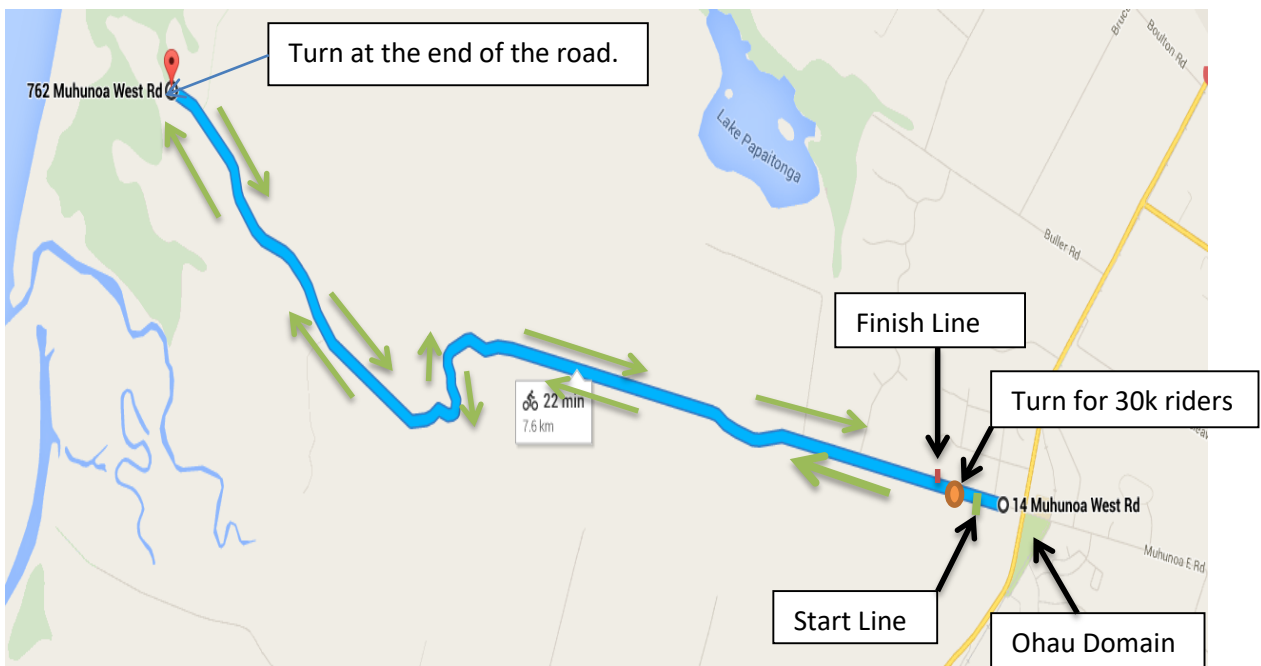 Turn at the end of the road.
762 Muhunoa West Rd
Boulton Rd
Lake Papaitonga
Buller Rd
Finish Line
22 min
7.6 km
Turn for 30k riders
14 Muhunoa West Rd
Muhunoa E Rd
Start Line
Ohau Domain